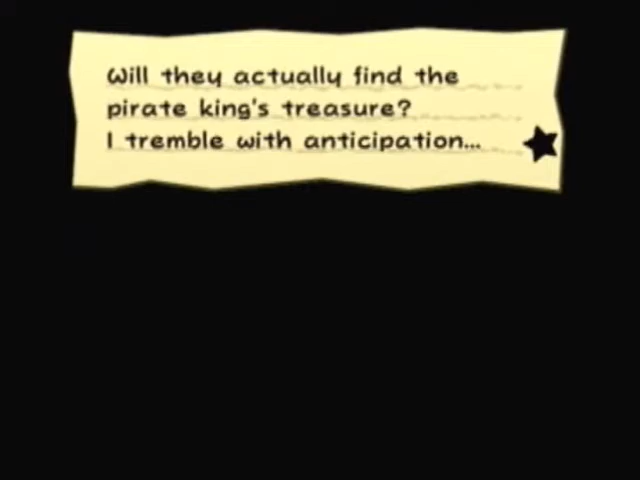 Will they actually find the
pirate king's treasure?
I tremble with anticipation...